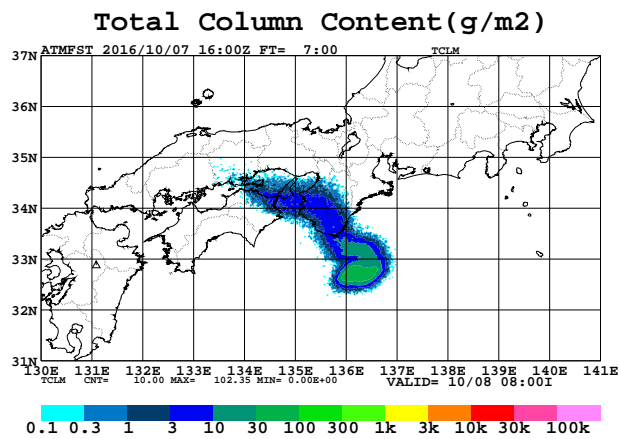 Total Column Content(g/m2)
ATMFST 2016/10/07 16:00Z FT= 7:00 TCLM
37N
36N
35N
34N
33N
32N
31N
130E 131E 132E 133E 134E 135E 136E 137E 138E 139E 140E 141E
TCLM CNT= 10.00 MAX= 102.35 MIN= 0.00E+00 VALID= 10/08 08:00I
0.1 0.3 1 3 10 30 100 300 1k 3k 10k 30k 100k